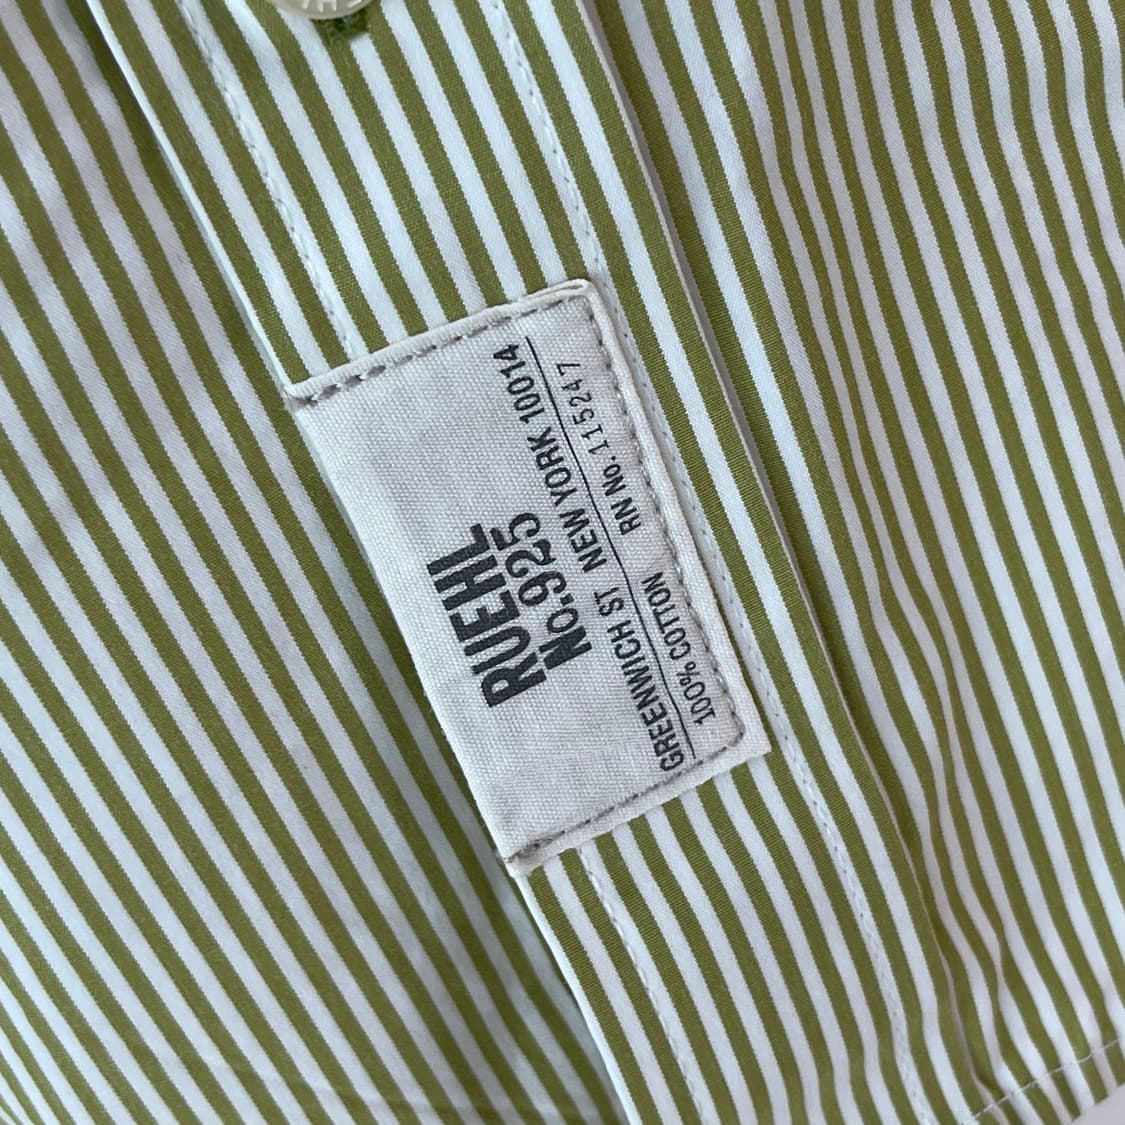 RUEHL
No.925
GREENWICH ST NEW YORK 10014
100% COTTON RN No. 115247